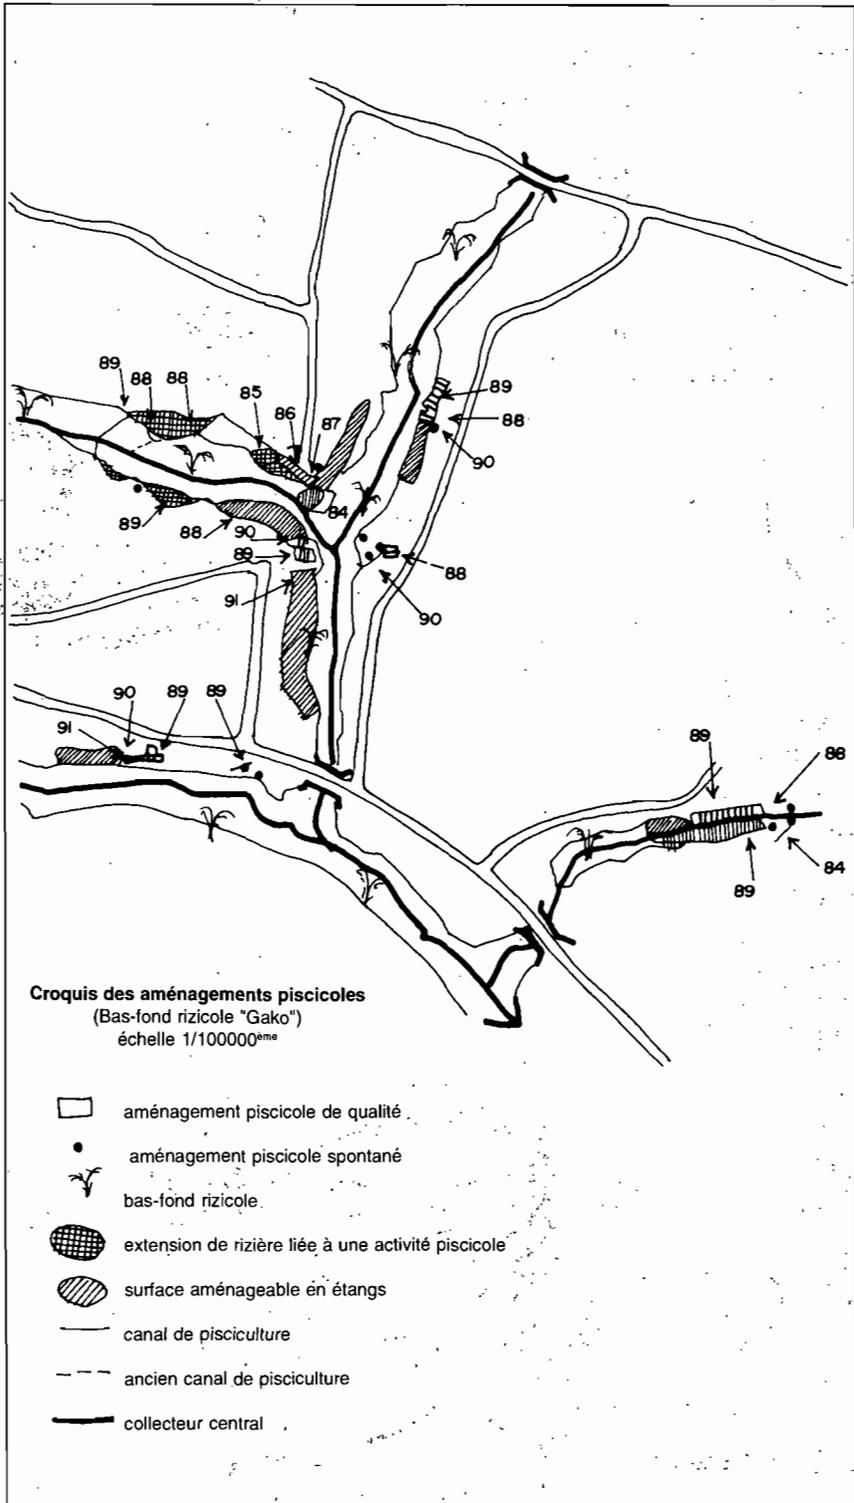 89
88
88
85
86
87
89
88
90
84
89
88
90
89
88
91
90
90
89
89
91
89
88
84
89
Croquis des aménagements piscicoles
(Bas-fond rizicole "Gako")
échelle 1/100000ème
aménagement piscicole de qualité
aménagement piscicole spontané
bas-fond rizicole
extension de rizière liée à une activité piscicole
surface aménageable en étangs
canal de pisciculture
ancien canal de pisciculture
collecteur central